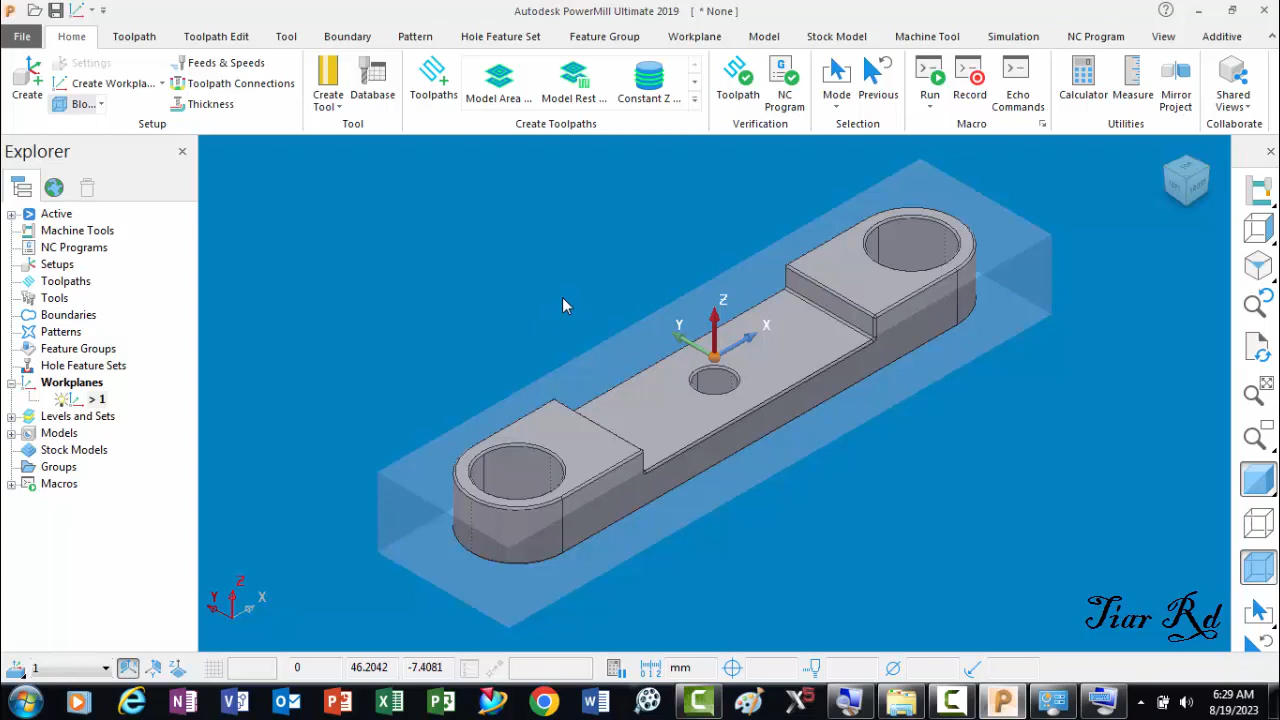 Autodesk PowerMill Ultimate 2019 [ * None ]
File Home Toolpath Toolpath Edit Tool Boundary Pattern Hole Feature Set Feature Group Workplane Model Stock Model Machine Tool Simulation NC Program View Additive
Create
Settings
Create Workpla...
Blo...
Feeds & Speeds
Toolpath Connections
Thickness
Setup
Create
Tool
Database
Tool
Toolpaths
Model Area ...
Model Rest ...
Constant Z ...
Create Toolpaths
Toolpath
NC
Program
Verification
Mode
Previous
Selection
Run
Record
Echo
Commands
Macro
Calculator
Measure
Mirror
Project
Utilities
Shared
Views
Collaborate
Explorer
Active
Machine Tools
NC Programs
Setups
Toolpaths
Tools
Boundaries
Patterns
Feature Groups
Hole Feature Sets
Workplanes
> 1
Levels and Sets
Models
Stock Models
Groups
Macros
Z
Y
X
Z
Y
X
Tiar Rd
1
0
46.2042
-7.4081
mm
6:29 AM
8/19/2023